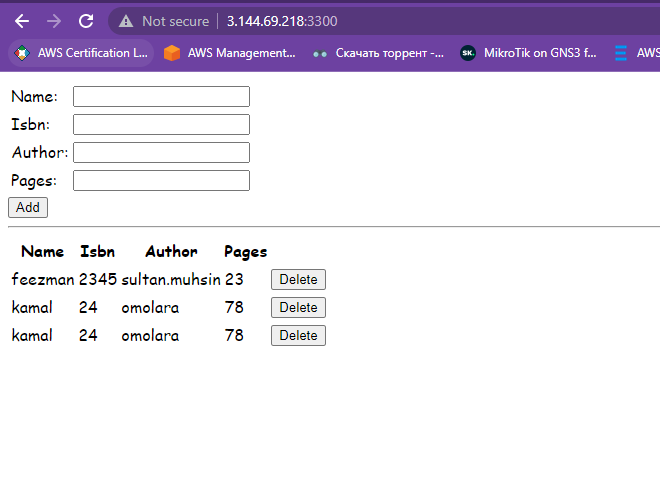 Not secure 3.144.69.218:3300
AWS Certification L... AWS Management... Скачать торрент -... SK. MikroTik on GNS3 f... AWS
Name:
Isbn:
Author:
Pages:
Add
Name Isbn Author Pages
feezman 2345 sultan.muhsin 23 Delete
kamal 24 omolara 78 Delete
kamal 24 omolara 78 Delete